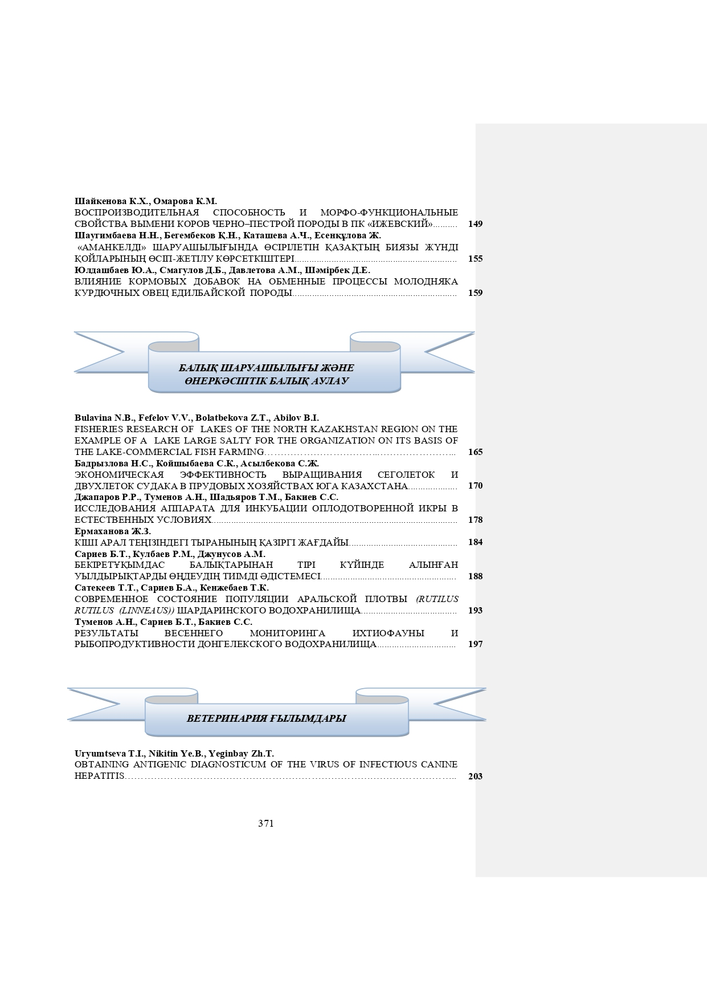 Шайкенова К.Х., Омарова К.М.
ВОСПРОИЗВОДИТЕЛЬНАЯ СПОСОБНОСТЬ И МОРФО-ФУНКЦИОНАЛЬНЫЕ
СВОЙСТВА ВЫМЕНИ КОРОВ ЧЕРНО–ПЕСТРОЙ ПОРОДЫ В ПК «ИЖЕВСКИЙ».......... 149
Шаугимбаева Н.Н., Бегембеков Қ.Н., Каташева А.Ч., Есенқұлова Ж.
«АМАНКЕЛДІ» ШАРУАШЫЛЫҒЫНДА ӨСІРІЛЕТІН ҚАЗАҚТЫҢ БИЯЗЫ ЖҮНДІ
ҚОЙЛАРЫНЫҢ ӨСІП-ЖЕТІЛУ КӨРСЕТКІШТЕРІ.................................................................. 155
Юлдашбаев Ю.А., Смагулов Д.Б., Давлетова А.М., Шәмірбек Д.Е.
ВЛИЯНИЕ КОРМОВЫХ ДОБАВОК НА ОБМЕННЫЕ ПРОЦЕССЫ МОЛОДНЯКА
КУРДЮЧНЫХ ОВЕЦ ЕДИЛБАЙСКОЙ ПОРОДЫ................................................................... 159
БАЛЫҚ ШАРУАШЫЛЫҒЫ ЖӘНЕ
ӨНЕРКӘСІПТІК БАЛЫҚ АУЛАУ
Bulavina N.B., Fefelov V.V., Bolatbekova Z.T., Abilov B.I.
FISHERIES RESEARCH OF LAKES OF THE NORTH KAZAKHSTAN REGION ON THE
EXAMPLE OF A LAKE LARGE SALTY FOR THE ORGANIZATION ON ITS BASIS OF
THE LAKE-COMMERCIAL FISH FARMING……………………………...………………….. 165
Бадрызлова Н.С., Койшыбаева С.К., Асылбекова С.Ж.
ЭКОНОМИЧЕСКАЯ ЭФФЕКТИВНОСТЬ ВЫРАЩИВАНИЯ СЕГОЛЕТОК И
ДВУХЛЕТОК СУДАКА В ПРУДОВЫХ ХОЗЯЙСТВАХ ЮГА КАЗАХСТАНА.................... 170
Джапаров Р.Р., Туменов А.Н., Шадьяров Т.М., Бакиев С.С.
ИССЛЕДОВАНИЯ АППАРАТА ДЛЯ ИНКУБАЦИИ ОПЛОДОТВОРЕННОЙ ИКРЫ В
ЕСТЕСТВЕННЫХ УСЛОВИЯХ.................................................................................................... 178
Ермаханова Ж.З.
КІШІ АРАЛ ТЕҢІЗІНДЕГІ ТЫРАНЫНЫҢ ҚАЗІРГІ ЖАҒДАЙЫ............................................ 184
Сариев Б.Т., Кулбаев Р.М., Джунусов А.М.
БЕКІРЕТҰҚЫМДАС БАЛЫҚТАРЫНАН ТІРІ КҮЙІНДЕ АЛЫНҒАН
УЫЛДЫРЫҚТАРДЫ ӨҢДЕУДІҢ ТИІМДІ ӘДІСТЕМЕСІ....................................................... 188
Сатекеев Т.Т., Сариев Б.А., Кенжебаев Т.К.
СОВРЕМЕННОЕ СОСТОЯНИЕ ПОПУЛЯЦИИ АРАЛЬСКОЙ ПЛОТВЫ (RUTILUS
RUTILUS (LINNEAUS)) ШАРДАРИНСКОГО ВОДОХРАНИЛИЩА....................................... 193
Туменов А.Н., Сариев Б.Т., Бакиев С.С.
РЕЗУЛЬТАТЫ ВЕСЕННЕГО МОНИТОРИНГА ИХТИОФАУНЫ И
РЫБОПРОДУКТИВНОСТИ ДОНГЕЛЕКСКОГО ВОДОХРАНИЛИЩА................................ 197
ВЕТЕРИНАРИЯ ҒЫЛЫМДАРЫ
Uryumtseva T.I., Nikitin Ye.B., Yeginbay Zh.T.
OBTAINING ANTIGENIC DIAGNOSTICUM OF THE VIRUS OF INFECTIOUS CANINE
HEPATITIS……………………………………………………………………………………….. 203
371